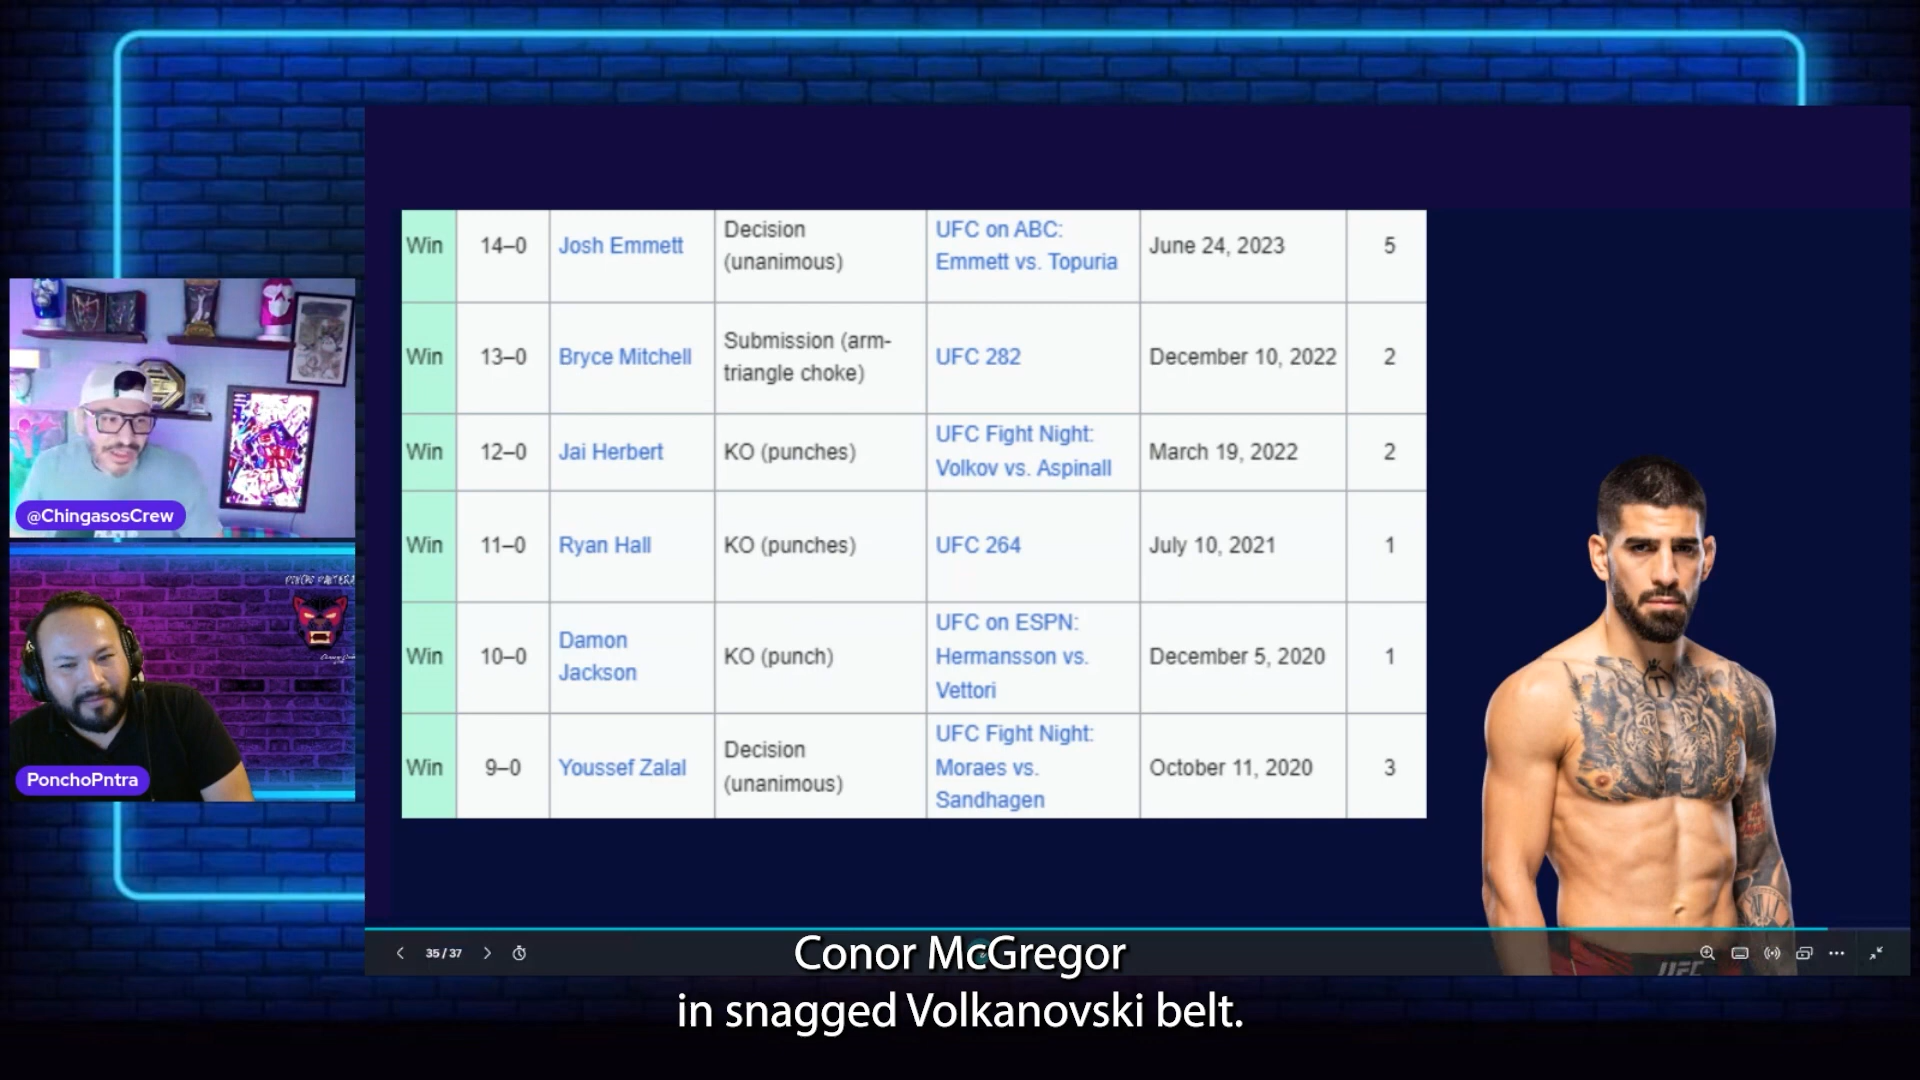 Win 14–0 Josh Emmett Decision (unanimous) UFC on ABC: Emmett vs. Topuria June 24, 2023 5
Win 13–0 Bryce Mitchell Submission (arm-triangle choke) UFC 282 December 10, 2022 2
Win 12–0 Jai Herbert KO (punches) UFC Fight Night: Volkov vs. Aspinall March 19, 2022 2
Win 11–0 Ryan Hall KO (punches) UFC 264 July 10, 2021 1
Win 10–0 Damon Jackson KO (punch) UFC on ESPN: Hermansson vs. Vettori December 5, 2020 1
Win 9–0 Youssef Zalal Decision (unanimous) UFC Fight Night: Moraes vs. Sandhagen October 11, 2020 3
@ChingasosCrew
PONCHO PANTERA
PonchoPntra
35/37
UFC
Conor McGregor
in snagged Volkanovski belt.